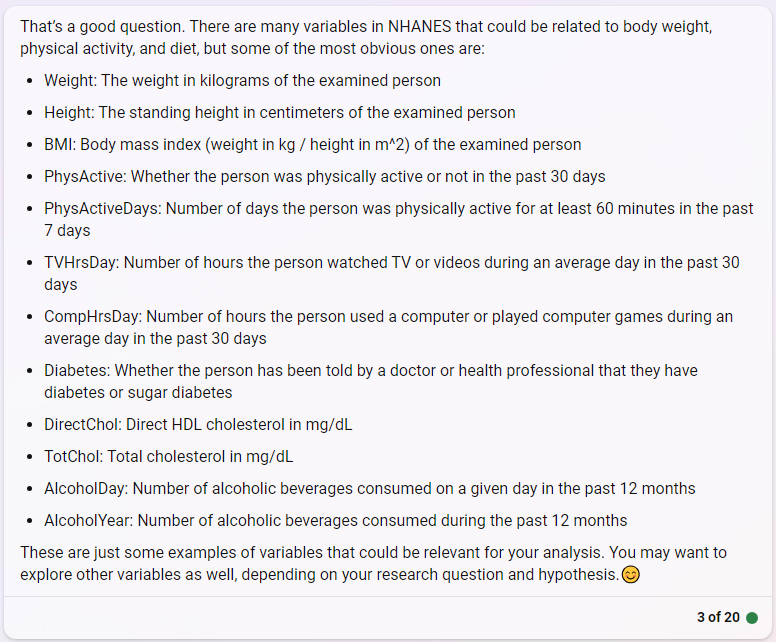 That's a good question. There are many variables in NHANES that could be related to body weight,
physical activity, and diet, but some of the most obvious ones are:
• Weight: The weight in kilograms of the examined person
• Height: The standing height in centimeters of the examined person
• BMI: Body mass index (weight in kg / height in m^2) of the examined person
• PhysActive: Whether the person was physically active or not in the past 30 days
• PhysActiveDays: Number of days the person was physically active for at least 60 minutes in the past
7 days
• TVHrsDay: Number of hours the person watched TV or videos during an average day in the past 30
days
• CompHrsDay: Number of hours the person used a computer or played computer games during an
average day in the past 30 days
• Diabetes: Whether the person has been told by a doctor or health professional that they have
diabetes or sugar diabetes
• DirectChol: Direct HDL cholesterol in mg/dL
• TotChol: Total cholesterol in mg/dL
• AlcoholDay: Number of alcoholic beverages consumed on a given day in the past 12 months
• AlcoholYear: Number of alcoholic beverages consumed during the past 12 months
These are just some examples of variables that could be relevant for your analysis. You may want to
explore other variables as well, depending on your research question and hypothesis.😊
3 of 20